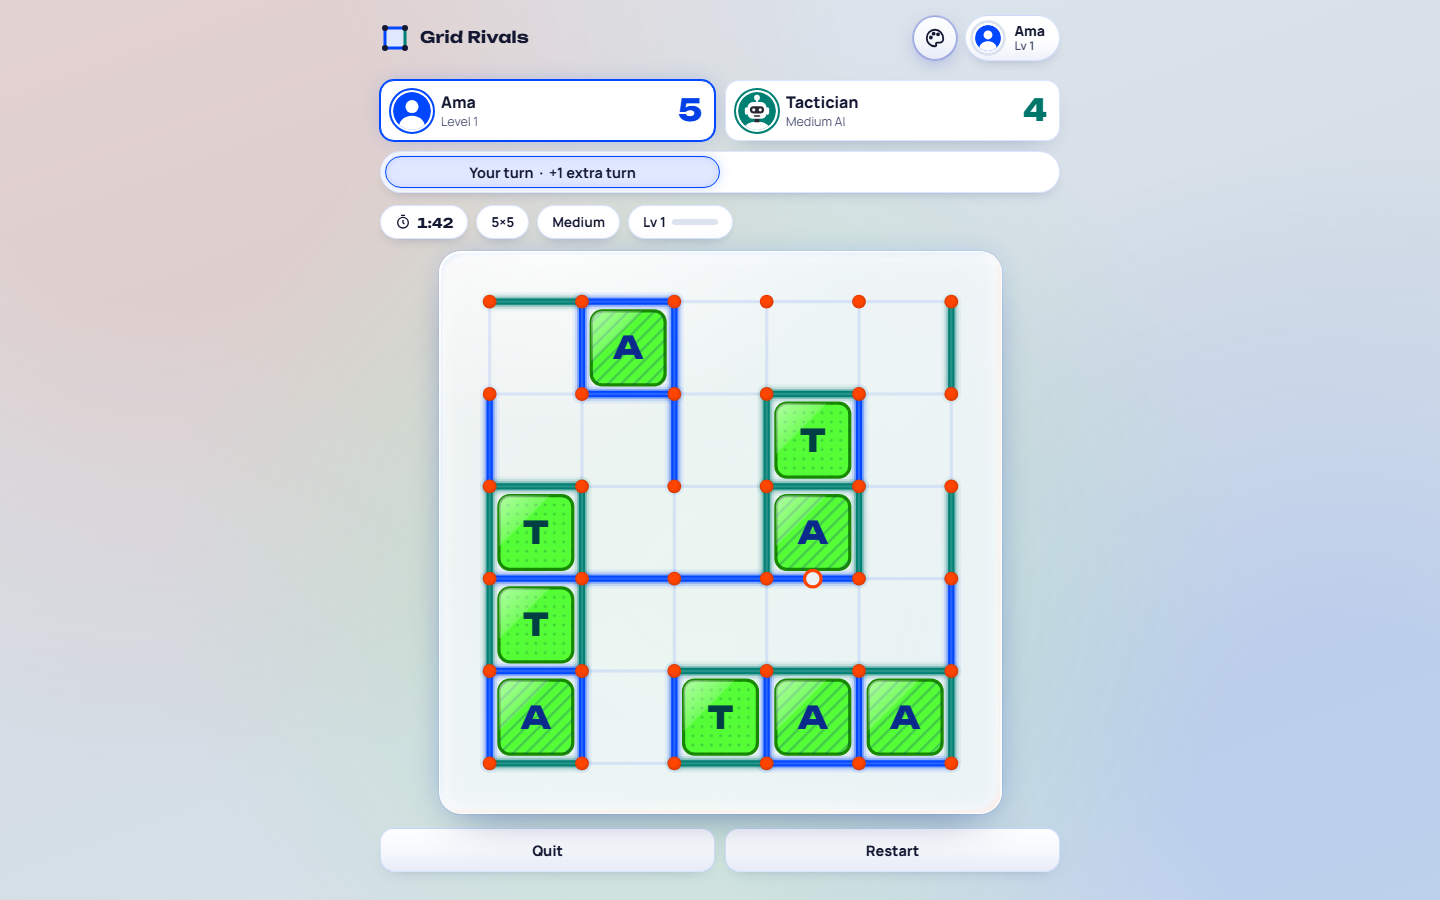 Grid Rivals
Ama
Lv 1
Ama
Level 1
5
Tactician
Medium AI
4
Your turn · +1 extra turn
1:42
5×5
Medium
Lv 1
A
T
T
A
T
A
T
A
A
Quit
Restart